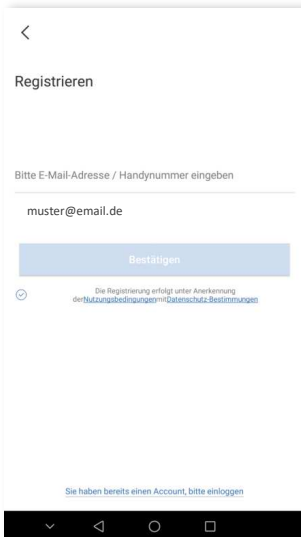 Registrieren
Bitte E-Mail-Adresse / Handynummer eingeben
muster@email.de
Bestätigen
Die Registrierung erfolgt unter Anerkennung
derNutzungsbedingungenmitDatenschutz-Bestimmungen
Sie haben bereits einen Account, bitte einloggen